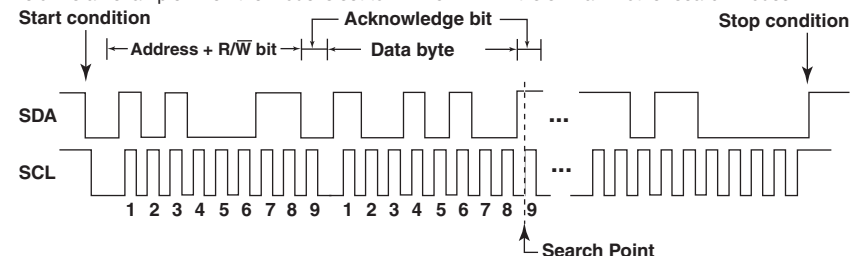 Start condition
Acknowledge bit
Stop condition
Address + R/W̅ bit
Data byte
SDA
...
SCL
...
1 2 3 4 5 6 7 8 9 1 2 3 4 5 6 7 8 9
Search Point